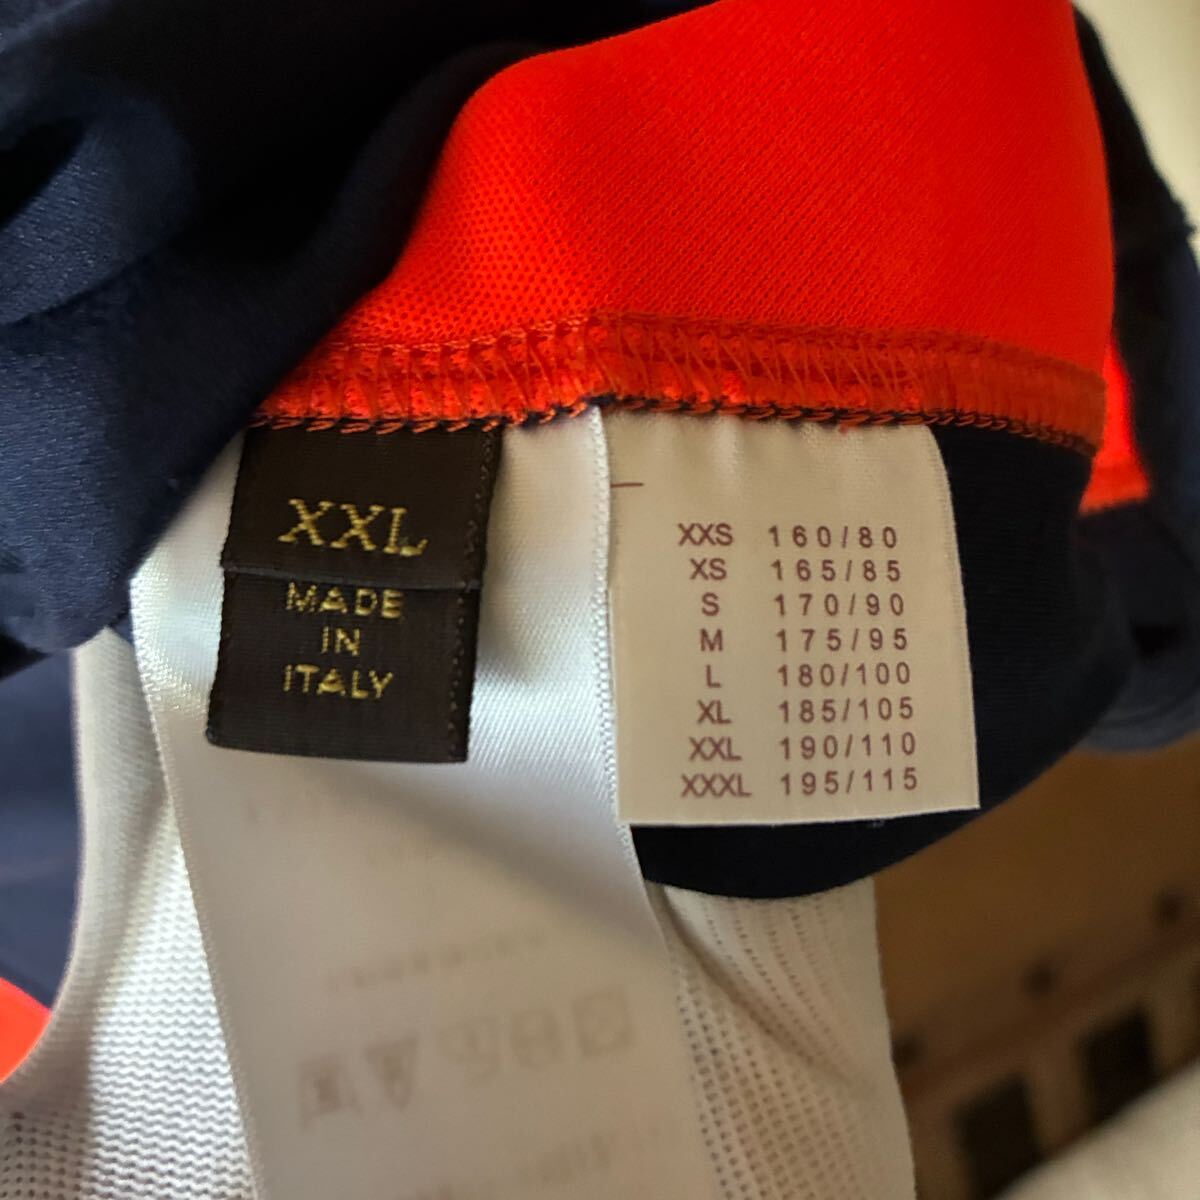 XXL
MADE
IN
ITALY
XXS 160/80
XS 165/85
S 170/90
M 175/95
L 180/100
XL 185/105
XXL 190/110
XXXL 195/115